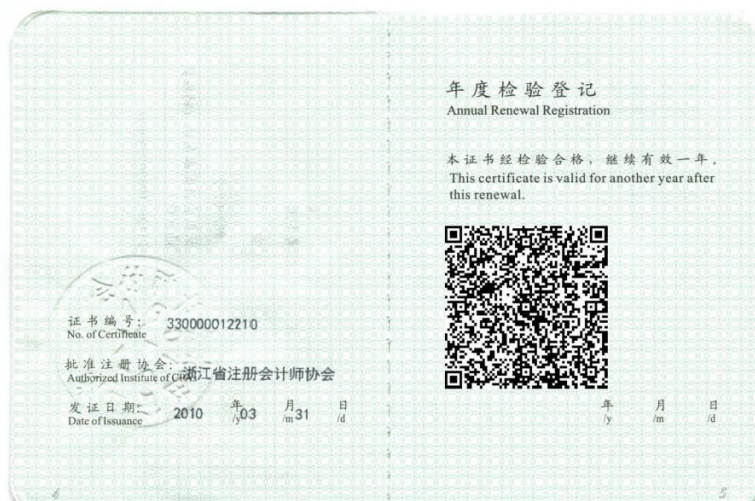 证书编号: 330000012210
No. of Certificate
批准注册协会: 浙江省注册会计师协会
Authorized Institute of CPAs
发证日期: 2010 年 03 月 31 日
Date of Issuance /y /m /d
4
年度检验登记
Annual Renewal Registration
本证书经检验合格，继续有效一年。
This certificate is valid for another year after
this renewal.
年 月 日
/y /m /d
5